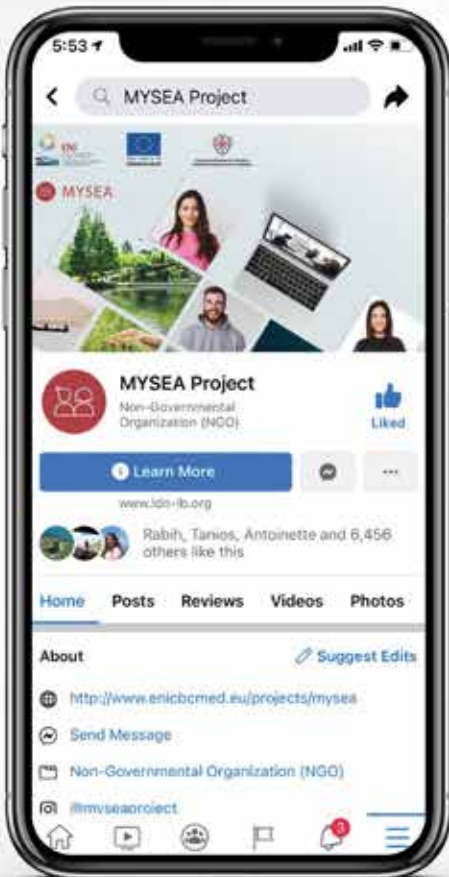 5:53
MYSEA Project
ENI
MYSEA
MYSEA Project
Non-Governmental
Organization (NGO)
Liked
Learn More
www.ldn-lb.org
Rabih, Tanios, Antoinette and 6,456
others like this
Home Posts Reviews Videos Photos
About
Suggest Edits
http://www.enicbcmed.eu/projects/mysea
Send Message
Non-Governmental Organization (NGO)
@myseaproject
3